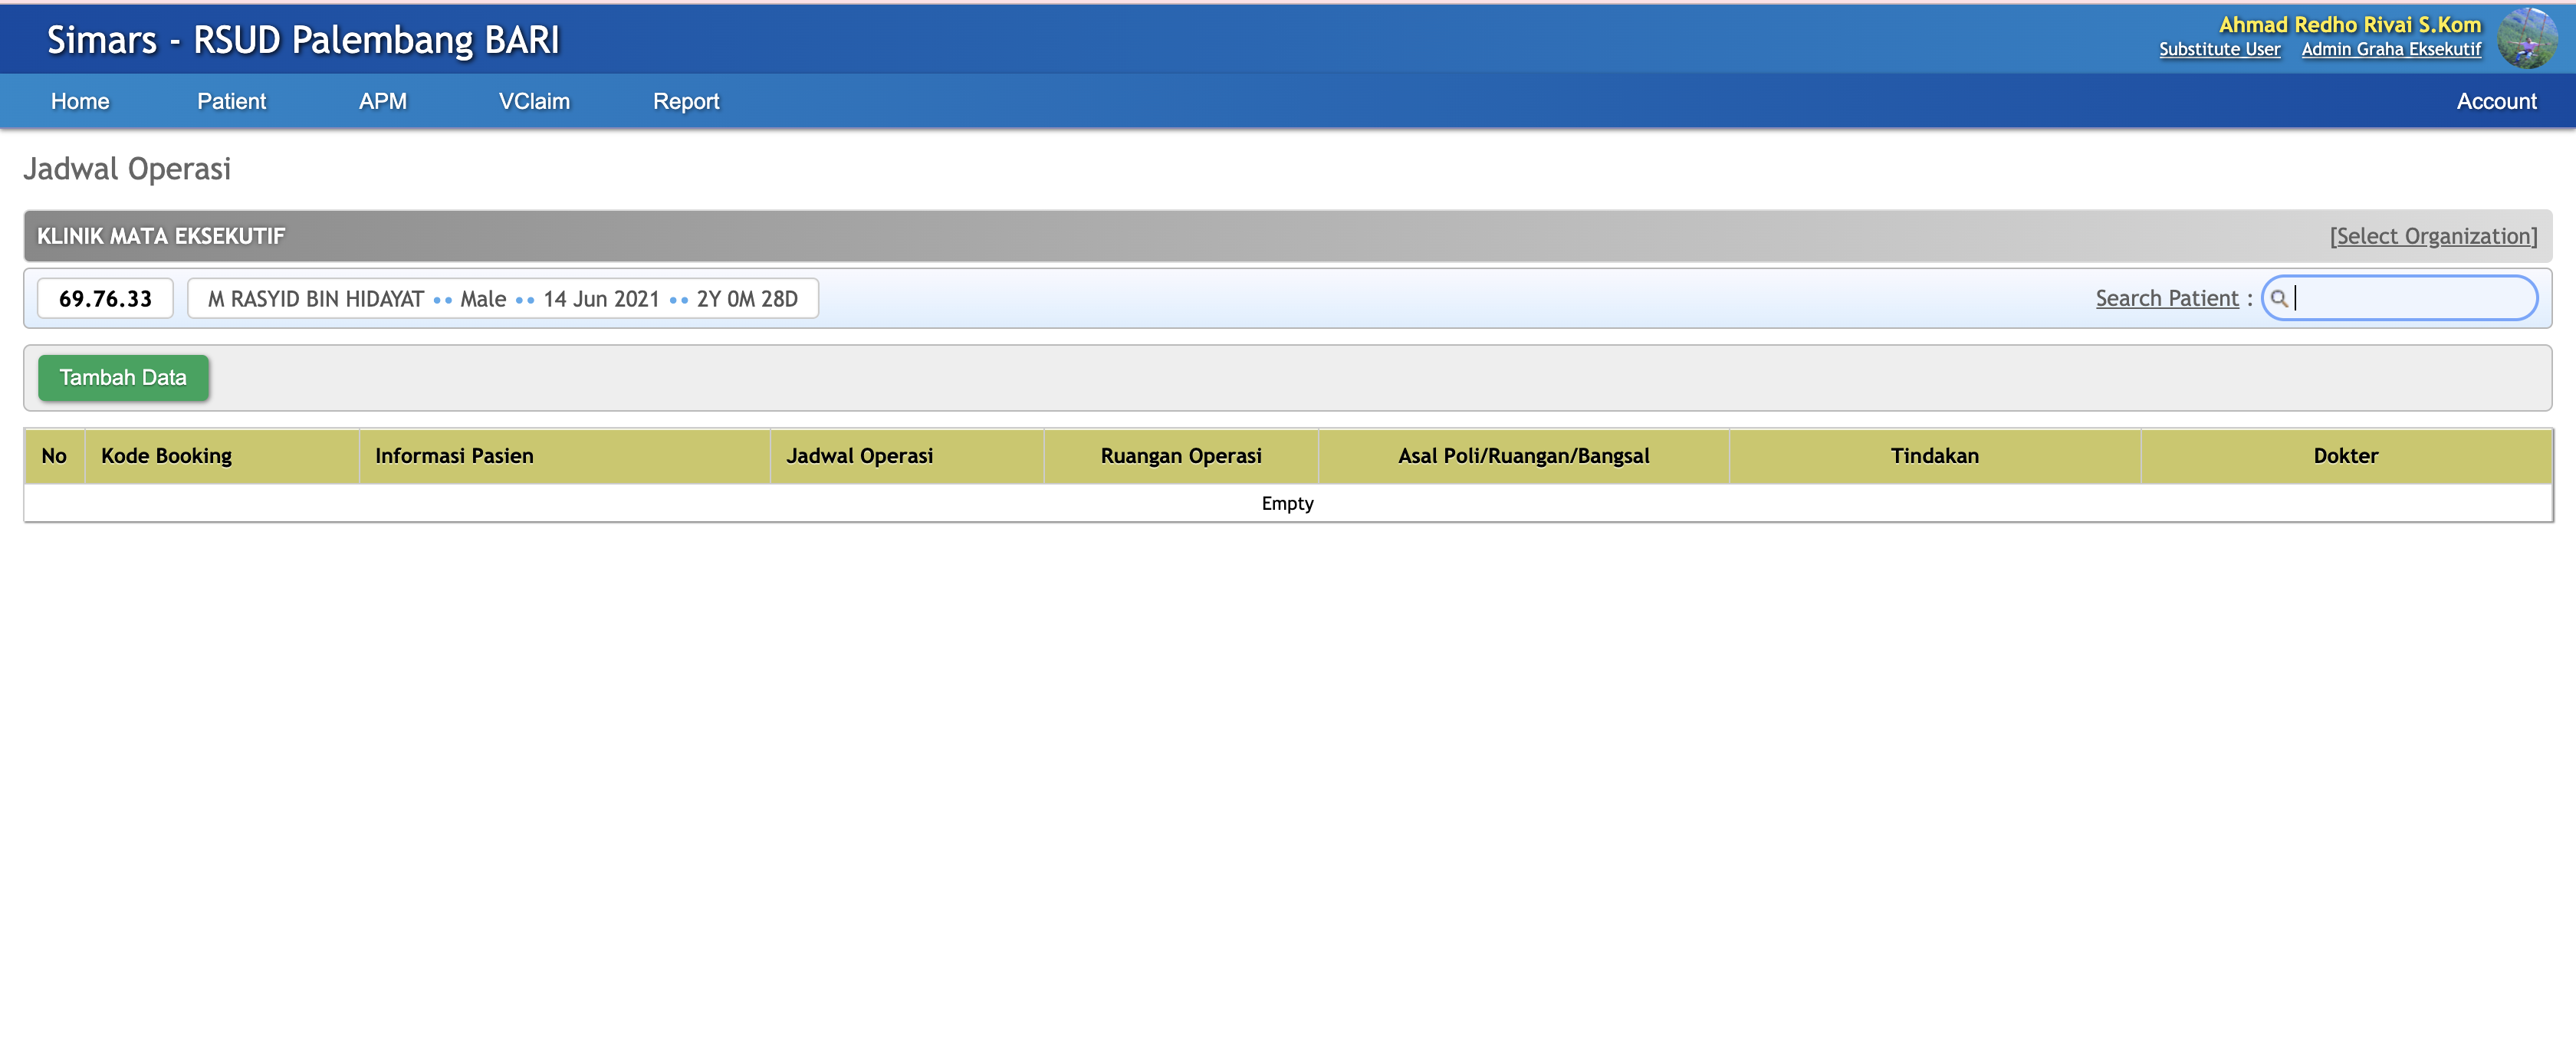 Simars - RSUD Palembang BARI
Ahmad Redho Rivai S.Kom
Substitute User Admin Graha Eksekutif
Home Patient APM VClaim Report Account
Jadwal Operasi
KLINIK MATA EKSEKUTIF [Select Organization]
69.76.33 M RASYID BIN HIDAYAT •• Male •• 14 Jun 2021 •• 2Y 0M 28D Search Patient :
Tambah Data
No Kode Booking Informasi Pasien Jadwal Operasi Ruangan Operasi Asal Poli/Ruangan/Bangsal Tindakan Dokter
Empty